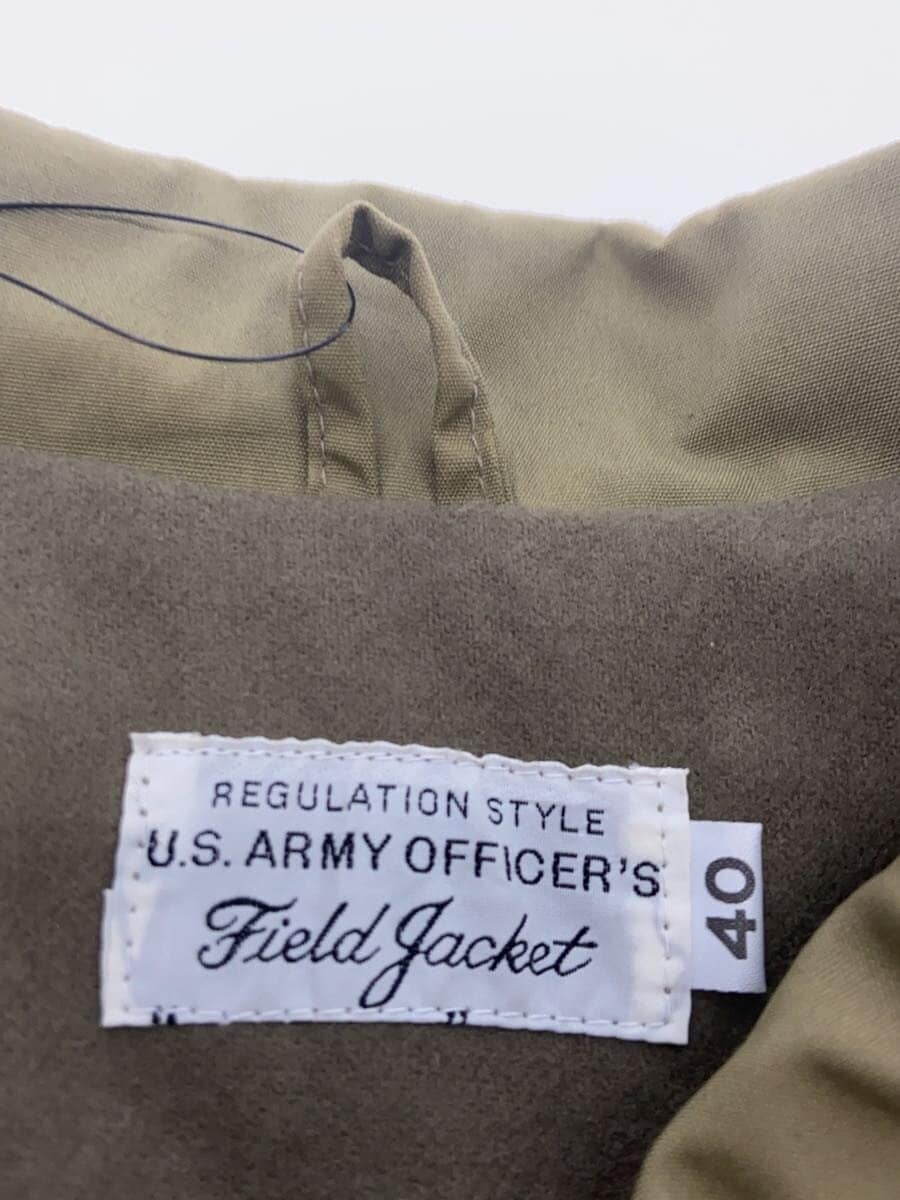 REGULATION STYLE
U.S. ARMY OFFICER'S
Field Jacket
40